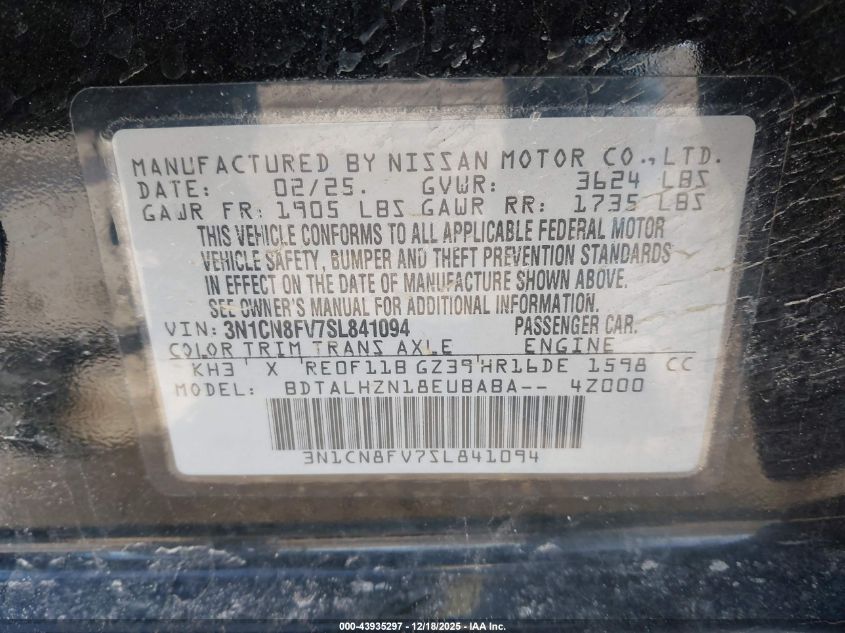 MANUFACTURED BY NISSAN MOTOR CO., LTD.
DATE: 02/25. GVWR: 3624 LBS
GAWR FR: 1905 LBS GAWR RR: 1735 LBS
THIS VEHICLE CONFORMS TO ALL APPLICABLE FEDERAL MOTOR
VEHICLE SAFETY, BUMPER AND THEFT PREVENTION STANDARDS
IN EFFECT ON THE DATE OF MANUFACTURE SHOWN ABOVE.
SEE OWNER'S MANUAL FOR ADDITIONAL INFORMATION.
VIN: 3N1CN8FV7SL841094 PASSENGER CAR.
COLOR TRIM TRANS AXLE ENGINE
KH3 X RE0F11B GZ39 HR16DE 1598 CC
MODEL: BDTALHZN18EUBABA-- 4Z000
3N1CN8FV7SL841094
000-43935297 - 12/18/2025 - IAA Inc.